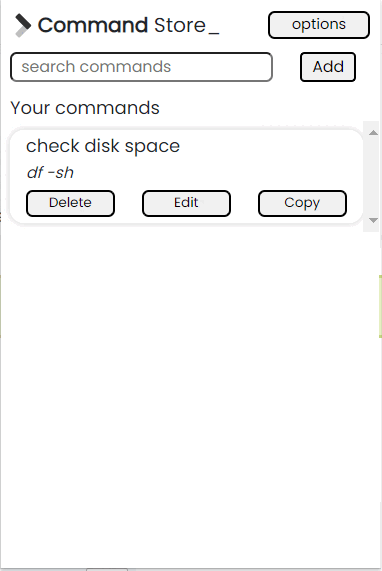 Command Store_
options
search commands
Add
Your commands
check disk space
df -sh
Delete
Edit
Copy